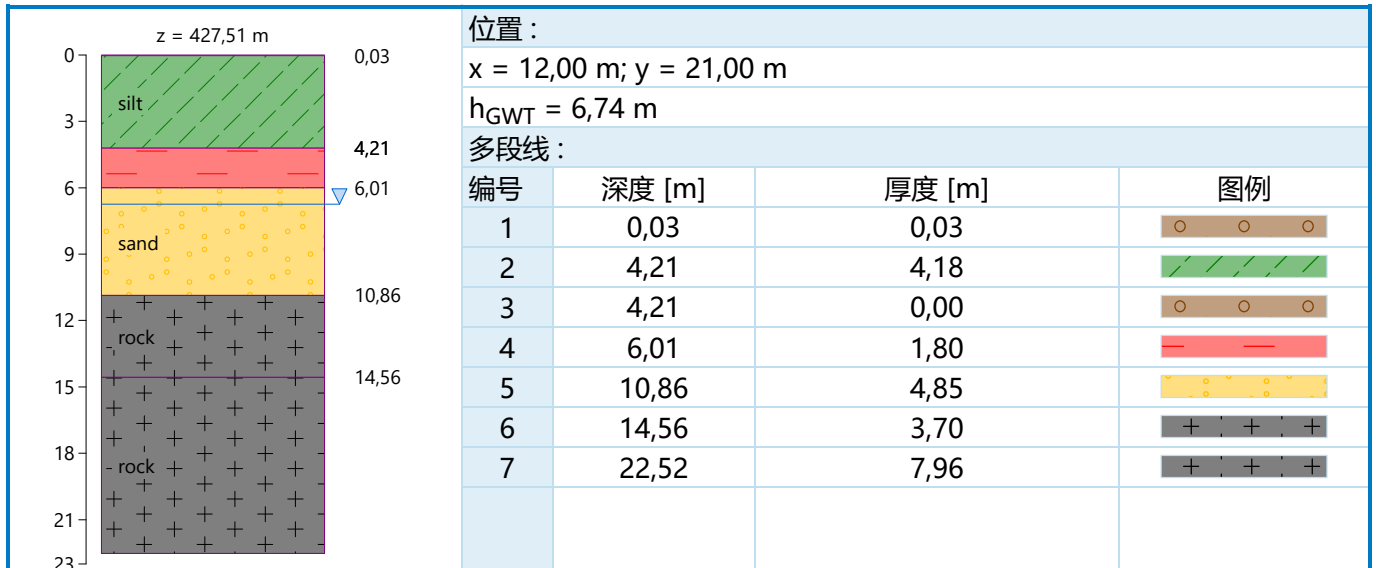 z = 427,51 m
0
3
6
9
12
15
18
21
23
silt
sand
rock
rock
0,03
4,21
6,01
10,86
14,56
位置 :
x = 12,00 m; y = 21,00 m
hGWT = 6,74 m
多段线 :
编号 深度 [m] 厚度 [m] 图例
1 0,03 0,03
2 4,21 4,18
3 4,21 0,00
4 6,01 1,80
5 10,86 4,85
6 14,56 3,70
7 22,52 7,96